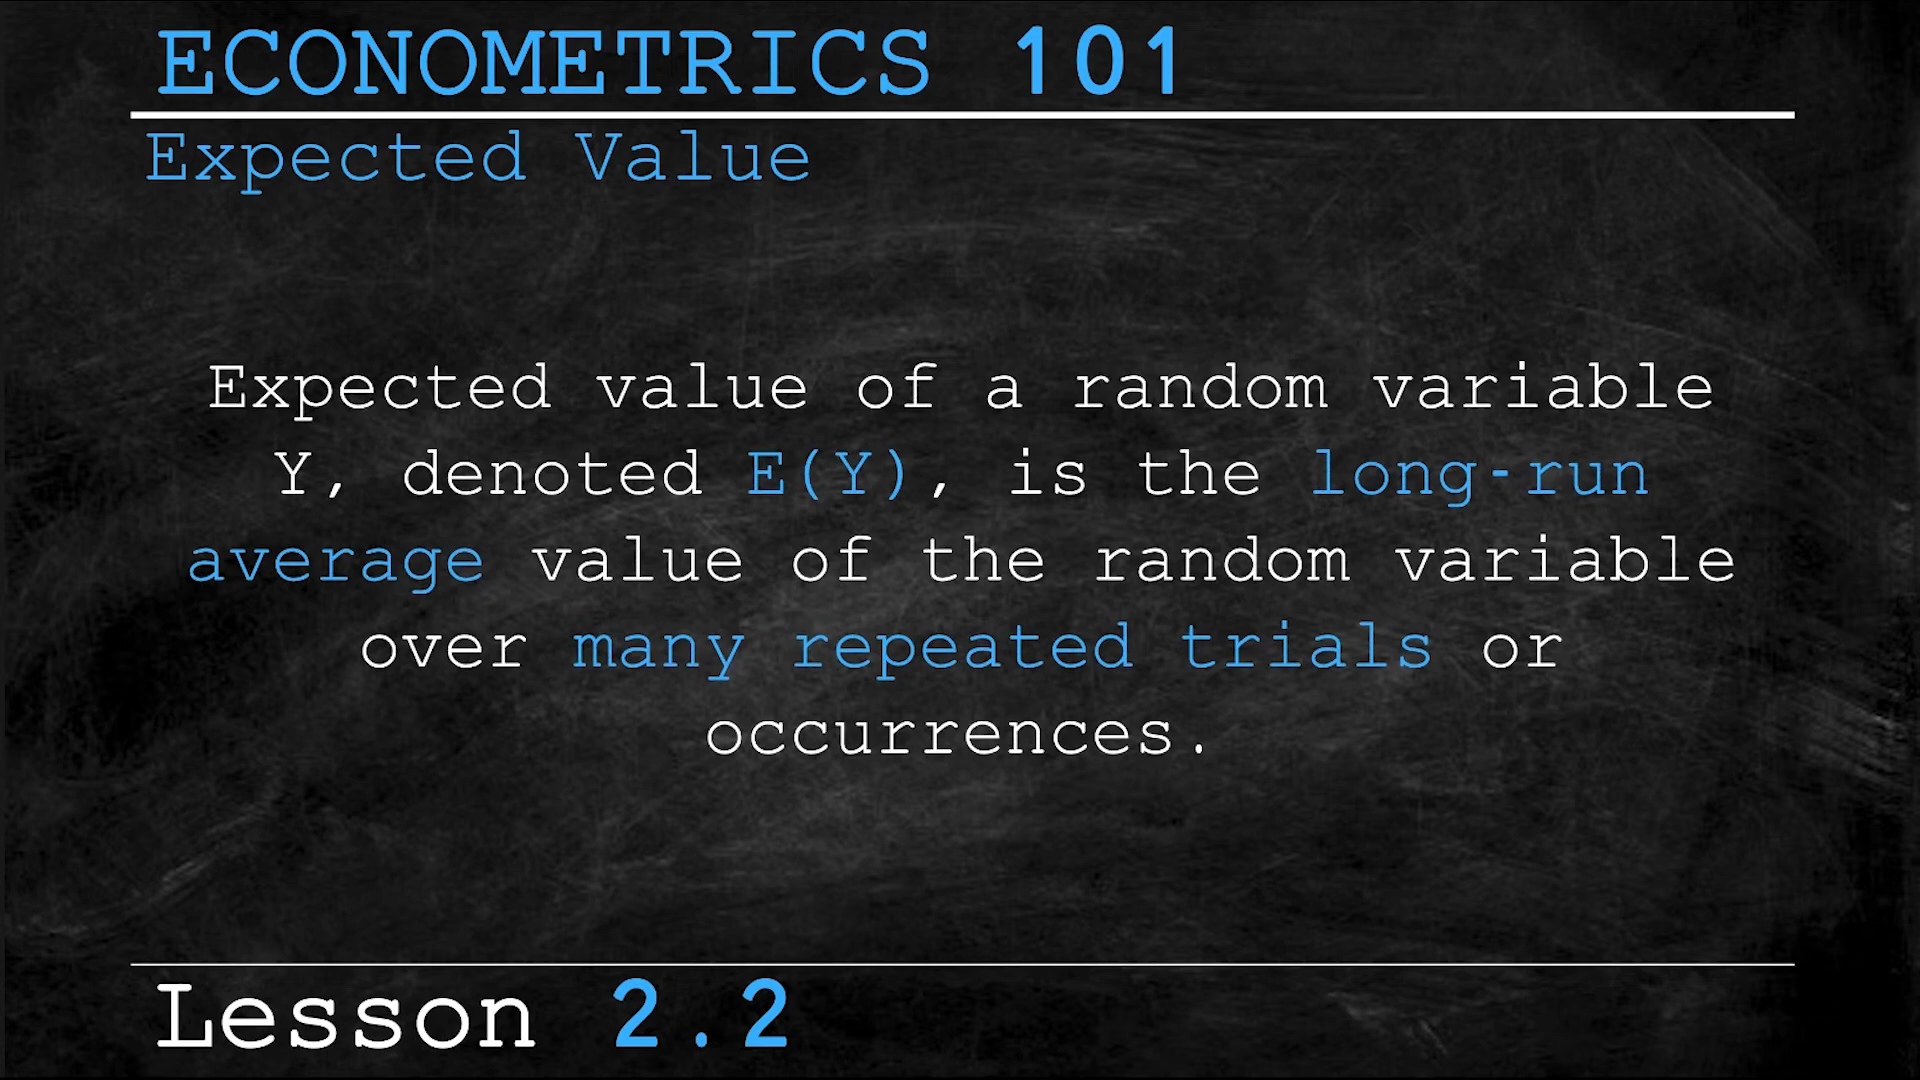 ECONOMETRICS 101
Expected Value
Expected value of a random variable
Y, denoted E(Y), is the long-run
average value of the random variable
over many repeated trials or
occurrences.
Lesson 2.2